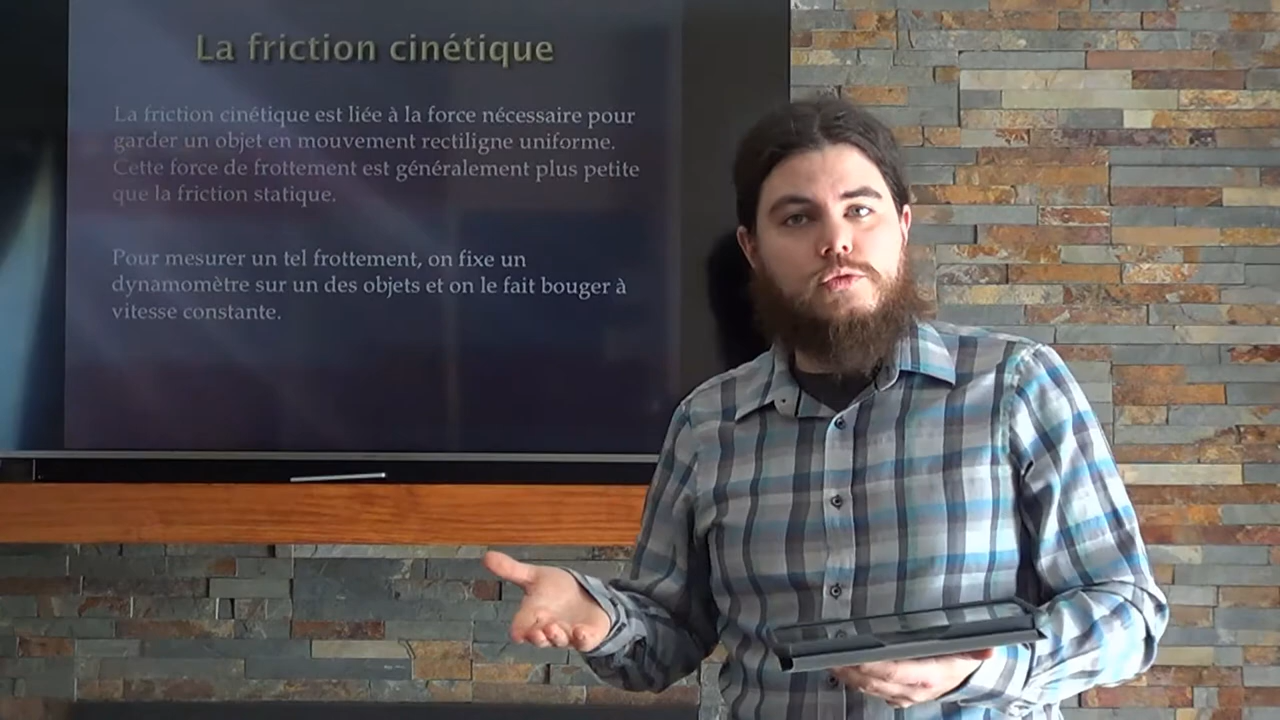 La friction cinétique
La friction cinétique est liée à la force nécessaire pour
garder un objet en mouvement rectiligne uniforme.
Cette force de frottement est généralement plus petite
que la friction statique.
Pour mesurer un tel frottement, on fixe un
dynamomètre sur un des objets et on le fait bouger à
vitesse constante.